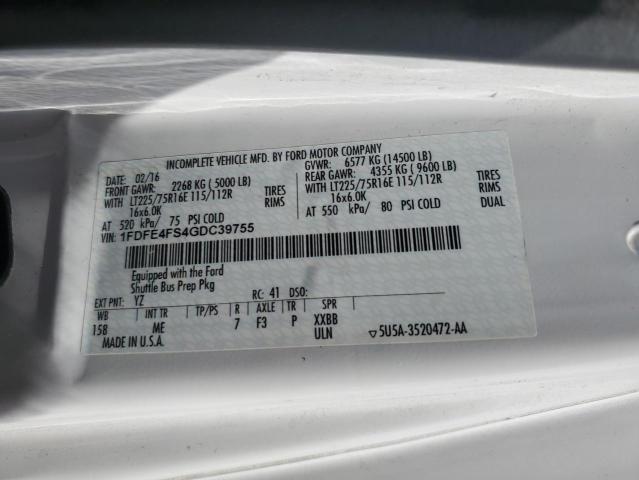 INCOMPLETE VEHICLE MFD. BY FORD MOTOR COMPANY
DATE: 02/16 GVWR: 6577 KG (14500 LB)
FRONT GAWR: 2268 KG ( 5000 LB) REAR GAWR: 4355 KG ( 9600 LB)
WITH LT225/75R16E 115/112R TIRES WITH LT225/75R16E 115/112R TIRES
16x6.0K RIMS 16x6.0K RIMS
AT 520 kPa/ 75 PSI COLD AT 550 kPa/ 80 PSI COLD
VIN: 1FDFE4FS4GDC39755
Equipped with the Ford
Shuttle Bus Prep Pkg
EXT PNT: YZ RC: 41 DSO:
WB INT TR TP/PS R AXLE TR SPR
158 ME 7 F3 P XXBB
MADE IN U.S.A. ULN ▽5U5A-3520472-AA